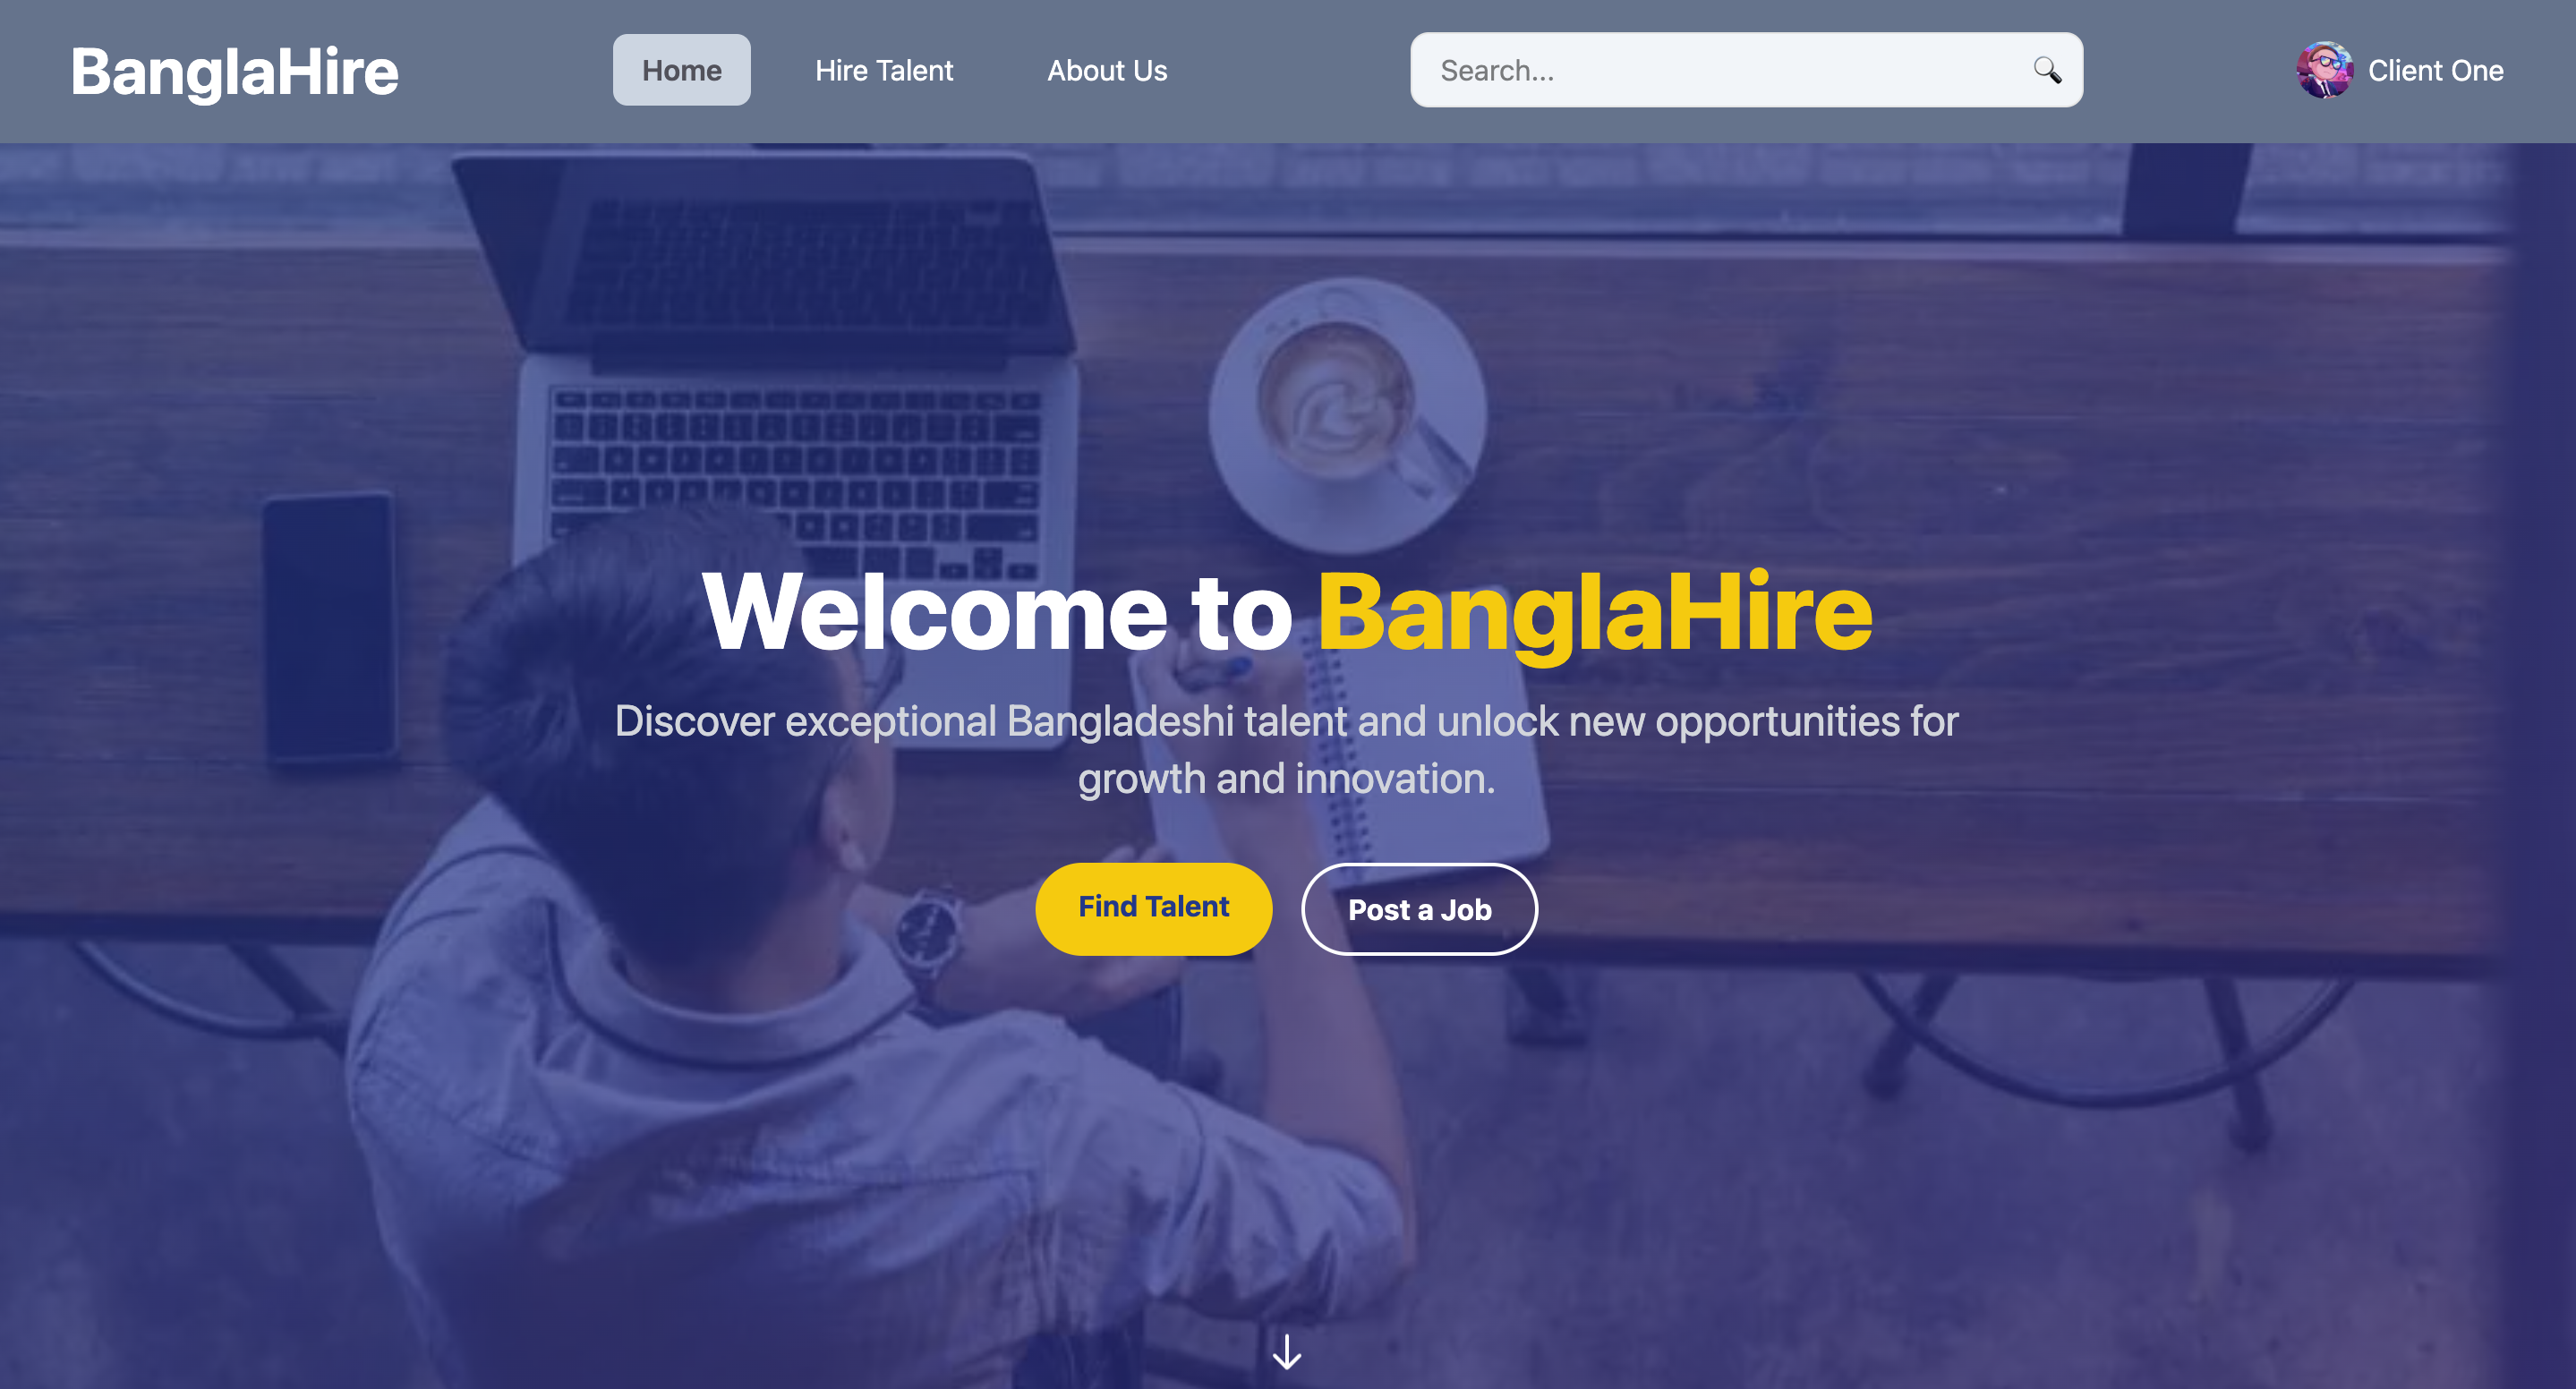 BanglaHire
Home
Hire Talent
About Us
Search...
Client One
Welcome to BanglaHire
Discover exceptional Bangladeshi talent and unlock new opportunities for
growth and innovation.
Find Talent
Post a Job